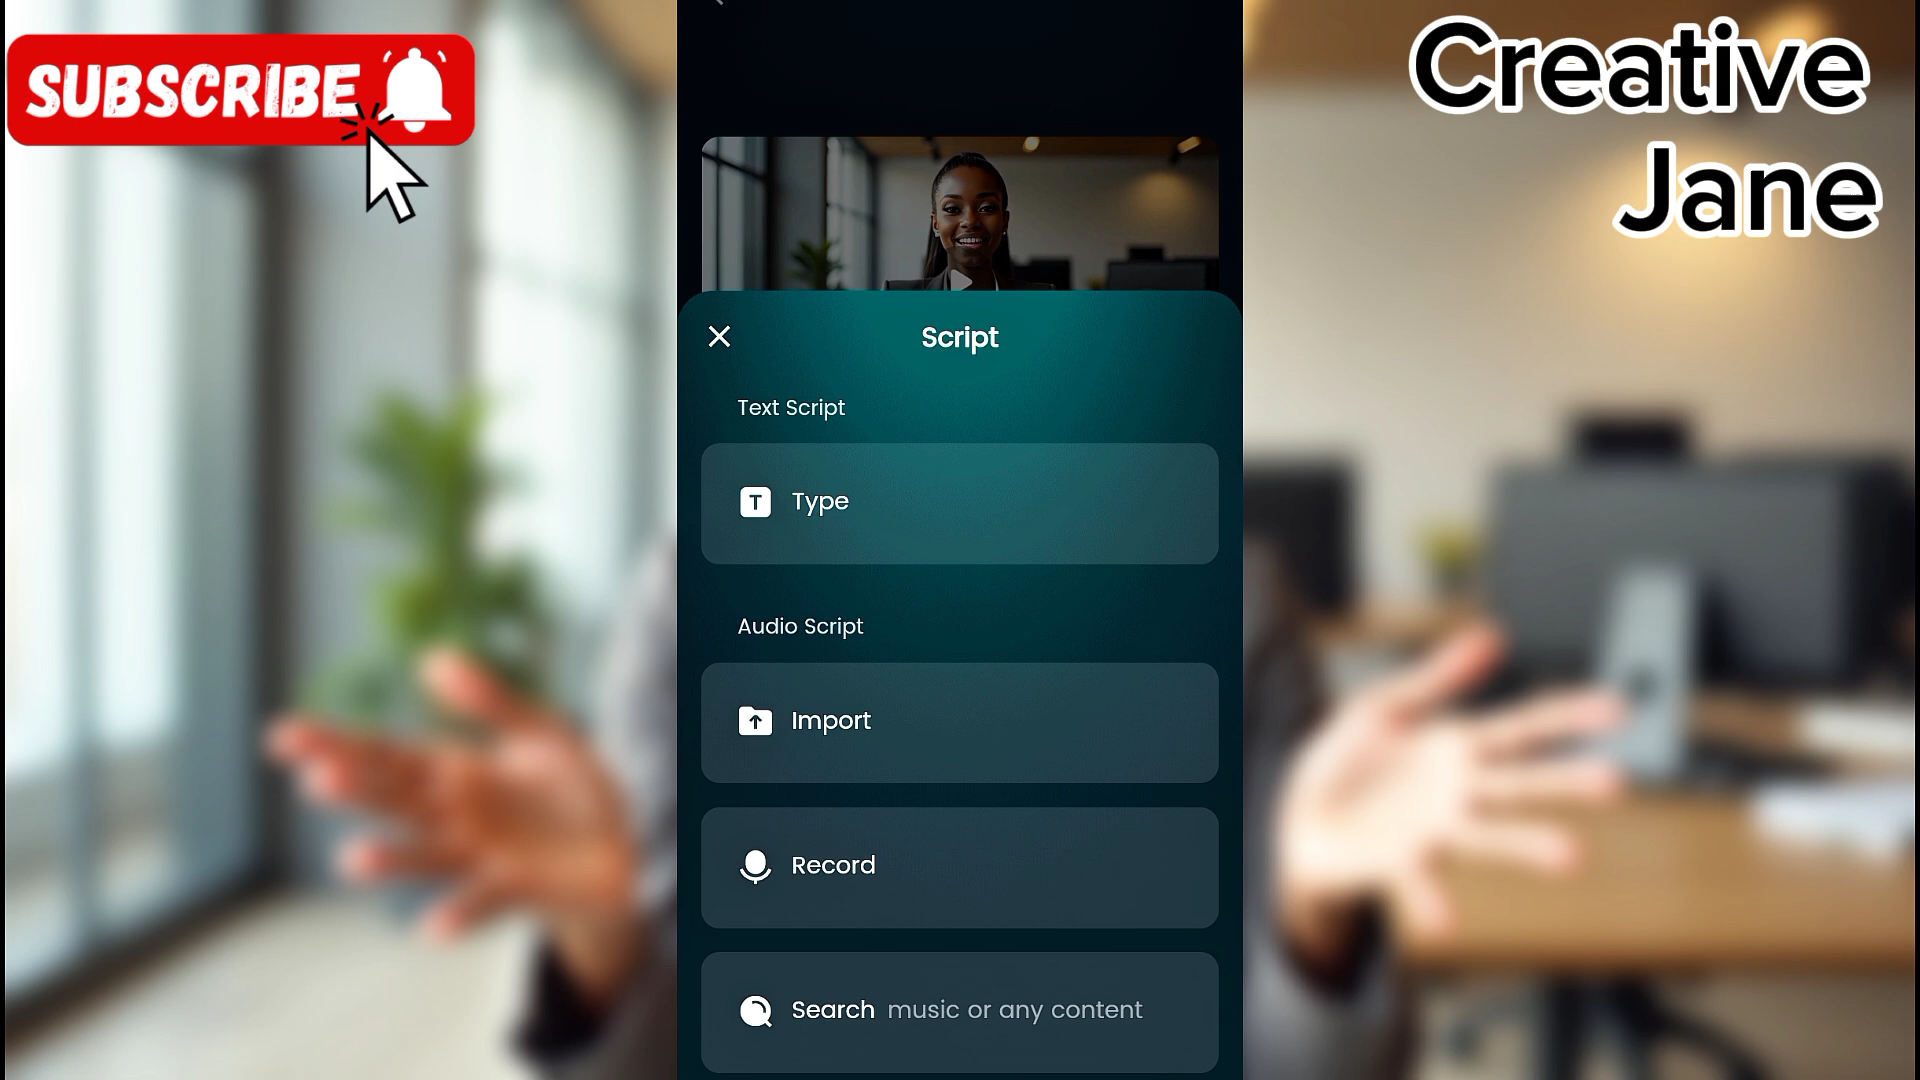 SUBSCRIBE
Creative
Jane
Script
Text Script
T Type
Audio Script
Import
Record
Search music or any content